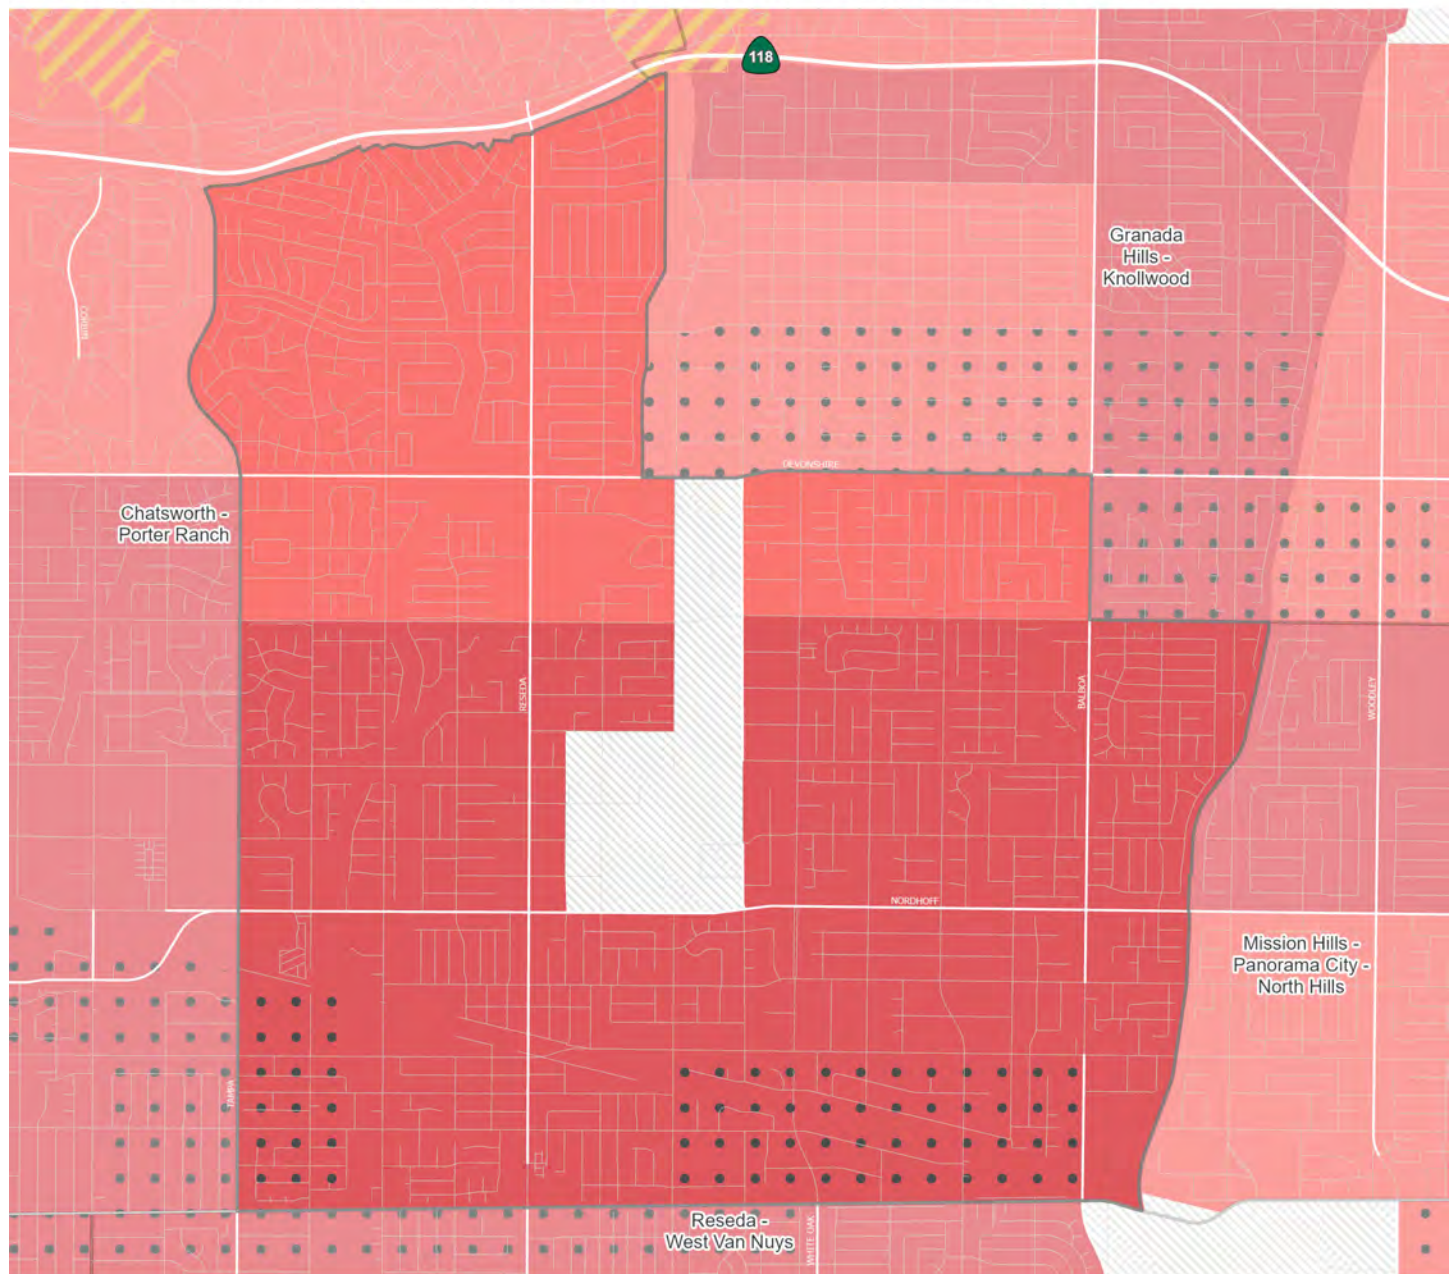 118
Granada
Hills -
Knollwood
CORBIN
DEVONSHIRE
Chatsworth -
Porter Ranch
RESEDA
BALBOA
WOODLEY
NORDHOFF
Mission Hills -
Panorama City -
North Hills
TAMPA
Reseda -
West Van Nuys
WHITE OAK